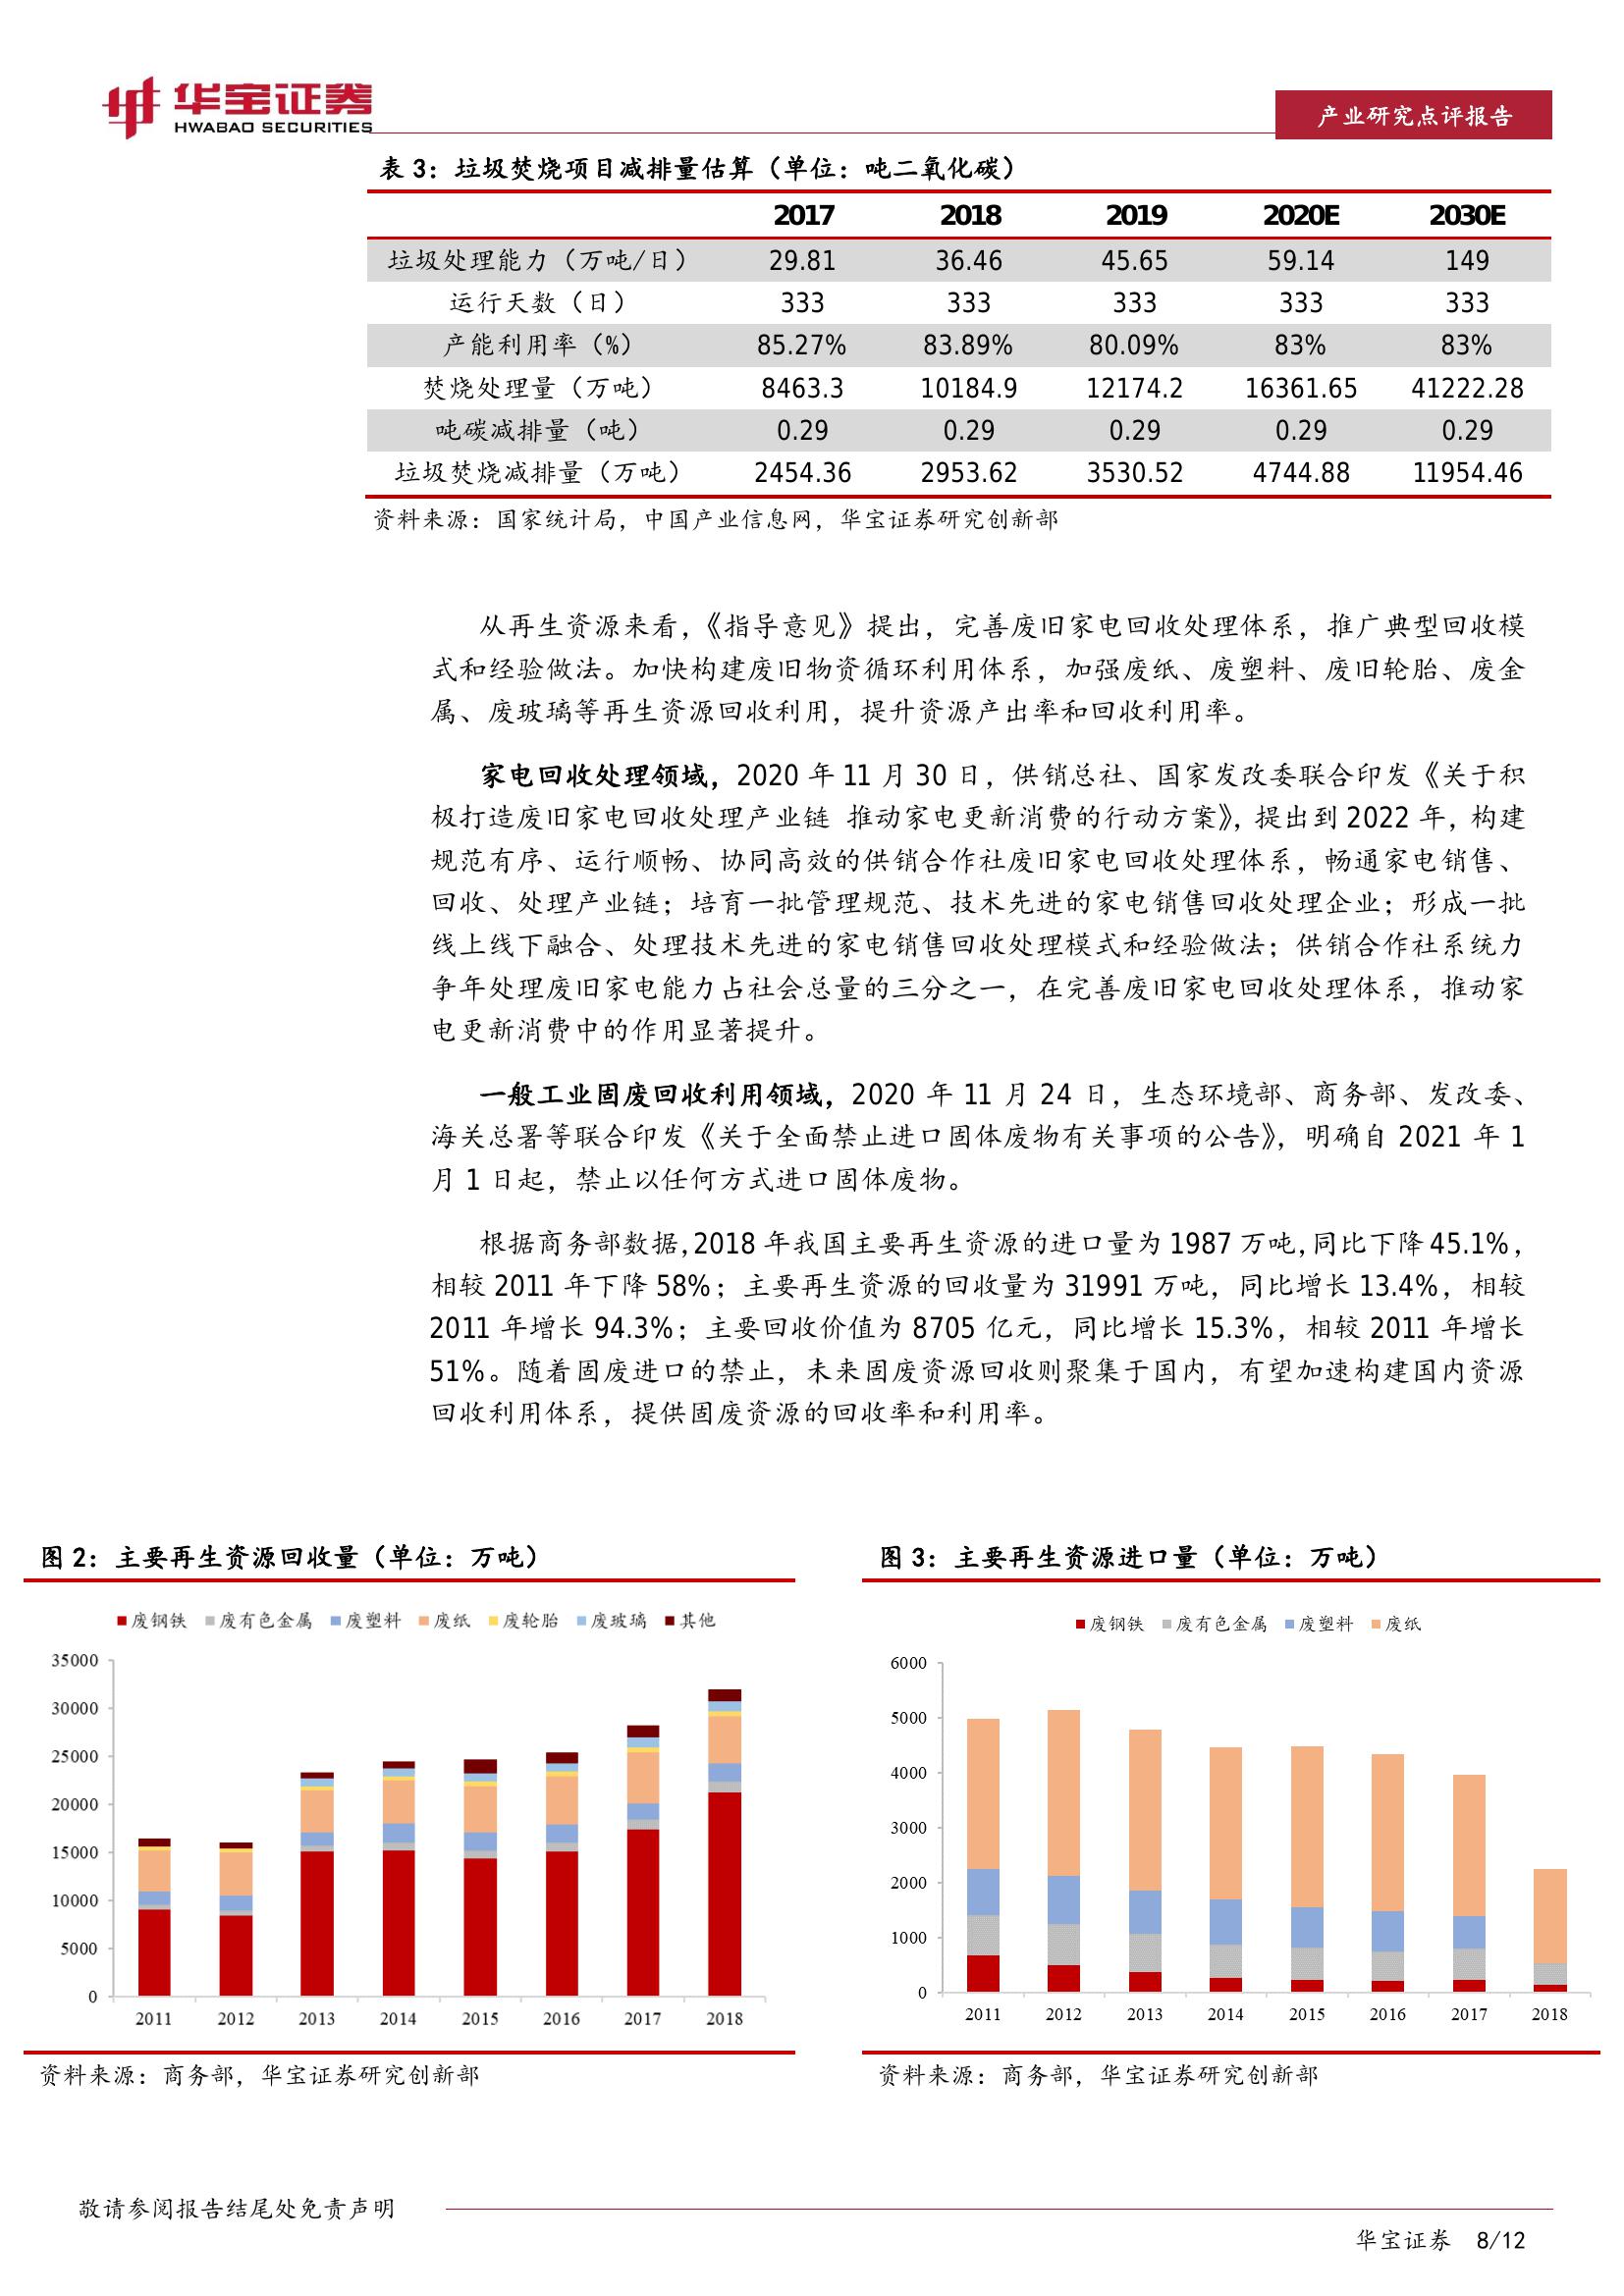 华宝证券
HWABAO SECURITIES
产业研究点评报告
表 3：垃圾焚烧项目减排量估算（单位：吨二氧化碳）
2017 2018 2019 2020E 2030E
垃圾处理能力（万吨/日） 29.81 36.46 45.65 59.14 149
运行天数（日） 333 333 333 333 333
产能利用率（%） 85.27% 83.89% 80.09% 83% 83%
焚烧处理量（万吨） 8463.3 10184.9 12174.2 16361.65 41222.28
吨碳减排量（吨） 0.29 0.29 0.29 0.29 0.29
垃圾焚烧减排量（万吨） 2454.36 2953.62 3530.52 4744.88 11954.46
资料来源：国家统计局，中国产业信息网，华宝证券研究创新部
从再生资源来看，《指导意见》提出，完善废旧家电回收处理体系，推广典型回收模
式和经验做法。加快构建废旧物资循环利用体系，加强废纸、废塑料、废旧轮胎、废金
属、废玻璃等再生资源回收利用，提升资源产出率和回收利用率。
家电回收处理领域，2020 年 11 月 30 日，供销总社、国家发改委联合印发《关于积
极打造废旧家电回收处理产业链 推动家电更新消费的行动方案》，提出到 2022 年，构建
规范有序、运行顺畅、协同高效的供销合作社废旧家电回收处理体系，畅通家电销售、
回收、处理产业链；培育一批管理规范、技术先进的家电销售回收处理企业；形成一批
线上线下融合、处理技术先进的家电销售回收处理模式和经验做法；供销合作社系统力
争年处理废旧家电能力占社会总量的三分之一，在完善废旧家电回收处理体系，推动家
电更新消费中的作用显著提升。
一般工业固废回收利用领域，2020 年 11 月 24 日，生态环境部、商务部、发改委、
海关总署等联合印发《关于全面禁止进口固体废物有关事项的公告》，明确自 2021 年 1
月 1 日起，禁止以任何方式进口固体废物。
根据商务部数据，2018 年我国主要再生资源的进口量为 1987 万吨，同比下降 45.1%，
相较 2011 年下降 58%；主要再生资源的回收量为 31991 万吨，同比增长 13.4%，相较
2011 年增长 94.3%；主要回收价值为 8705 亿元，同比增长 15.3%，相较 2011 年增长
51%。随着固废进口的禁止，未来固废资源回收则聚集于国内，有望加速构建国内资源
回收利用体系，提供固废资源的回收率和利用率。
图 2：主要再生资源回收量（单位：万吨）
废钢铁 废有色金属 废塑料 废纸 废轮胎 废玻璃 其他
35000
30000
25000
20000
15000
10000
5000
0
2011 2012 2013 2014 2015 2016 2017 2018
资料来源：商务部，华宝证券研究创新部
图 3：主要再生资源进口量（单位：万吨）
废钢铁 废有色金属 废塑料 废纸
6000
5000
4000
3000
2000
1000
0
2011 2012 2013 2014 2015 2016 2017 2018
资料来源：商务部，华宝证券研究创新部
敬请参阅报告结尾处免责声明
华宝证券 8/12